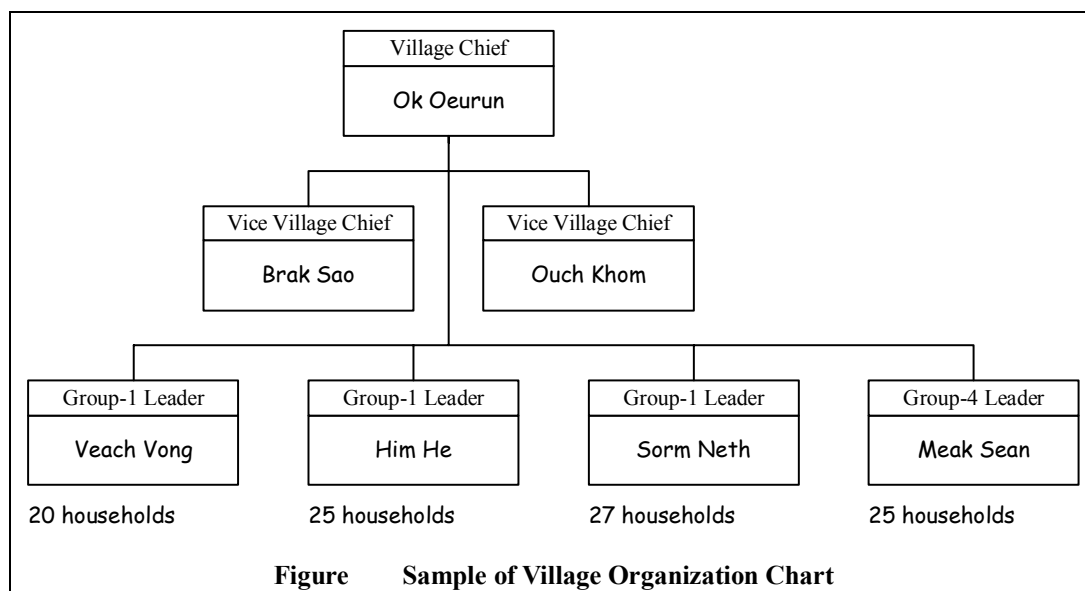 Village Chief
Ok Oeurun
Vice Village Chief
Vice Village Chief
Brak Sao
Ouch Khom
Group-1 Leader
Group-1 Leader
Group-1 Leader
Group-4 Leader
Veach Vong
Him He
Sorm Neth
Meak Sean
20 households
25 households
27 households
25 households
Figure Sample of Village Organization Chart